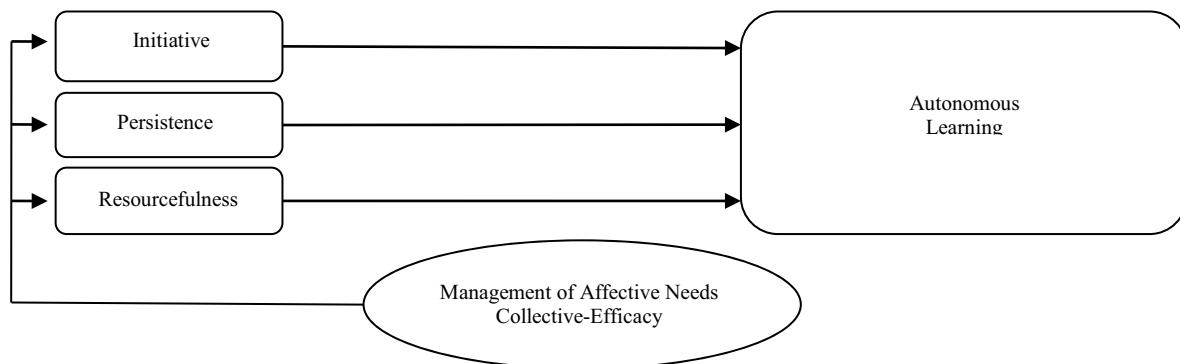 Initiative
Persistence
Resourcefulness
Autonomous
Learning
Management of Affective Needs
Collective-Efficacy